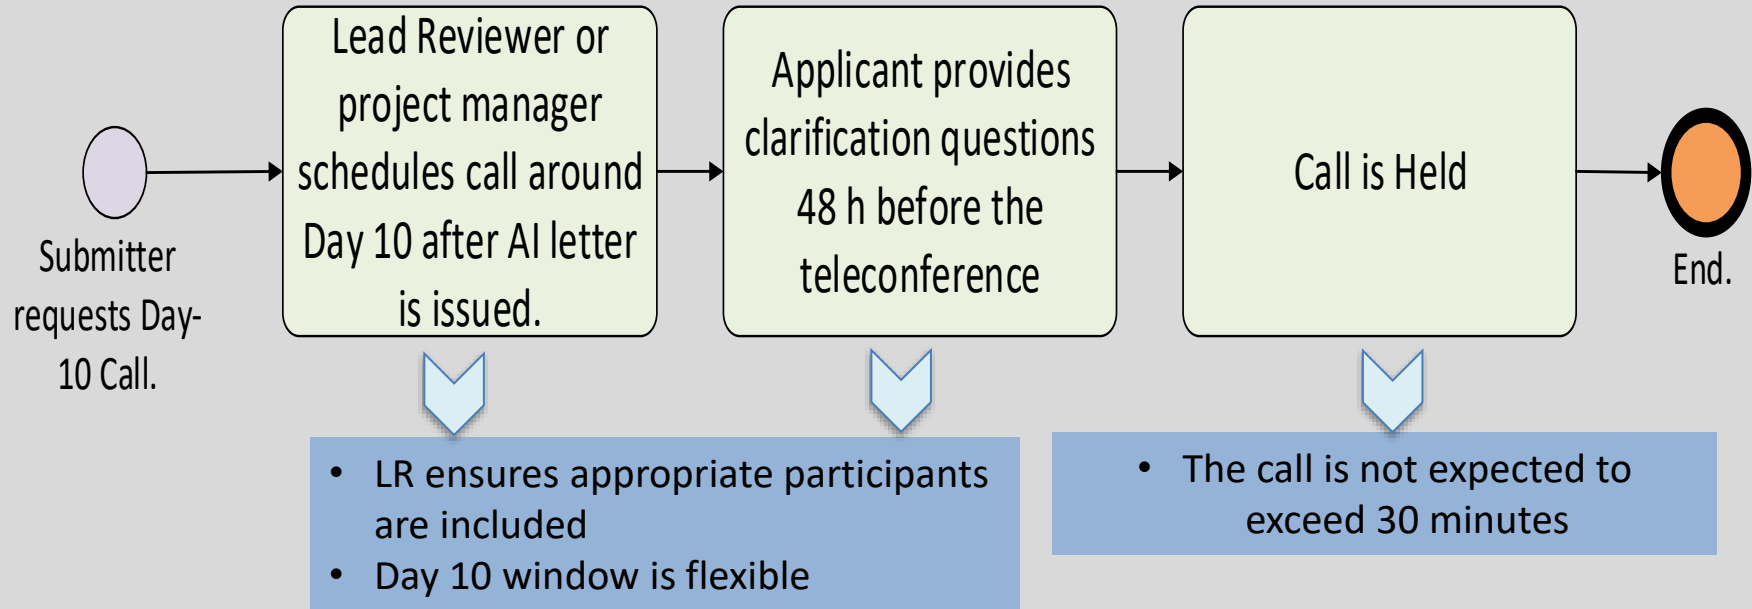 Submitter
requests Day-
10 Call.
Lead Reviewer or
project manager
schedules call around
Day 10 after AI letter
is issued.
Applicant provides
clarification questions
48 h before the
teleconference
Call is Held
End.
• LR ensures appropriate participants
are included
• Day 10 window is flexible
• The call is not expected to
exceed 30 minutes